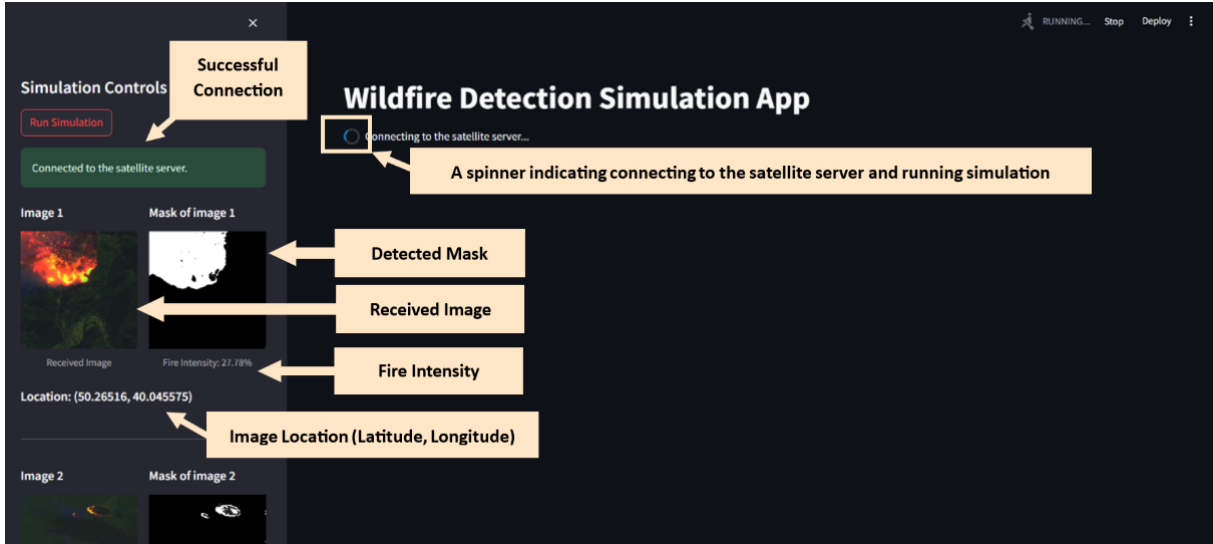 ×
RUNNING...
Stop
Deploy
Simulation Controls
Successful
Connection
Run Simulation
Wildfire Detection Simulation App
Connecting to the satellite server...
Connected to the satellite server.
A spinner indicating connecting to the satellite server and running simulation
Image 1
Mask of image 1
Detected Mask
Received Image
Received Image
Fire Intensity: 27.78%
Fire Intensity
Location: (50.26516, 40.045575)
Image Location (Latitude, Longitude)
Image 2
Mask of image 2